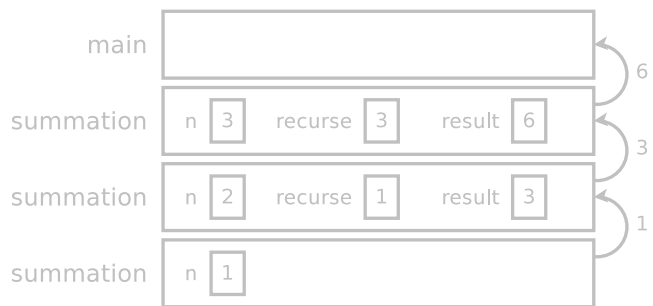 main
6
summation n 3 recurse 3 result 6
3
summation n 2 recurse 1 result 3
1
summation n 1